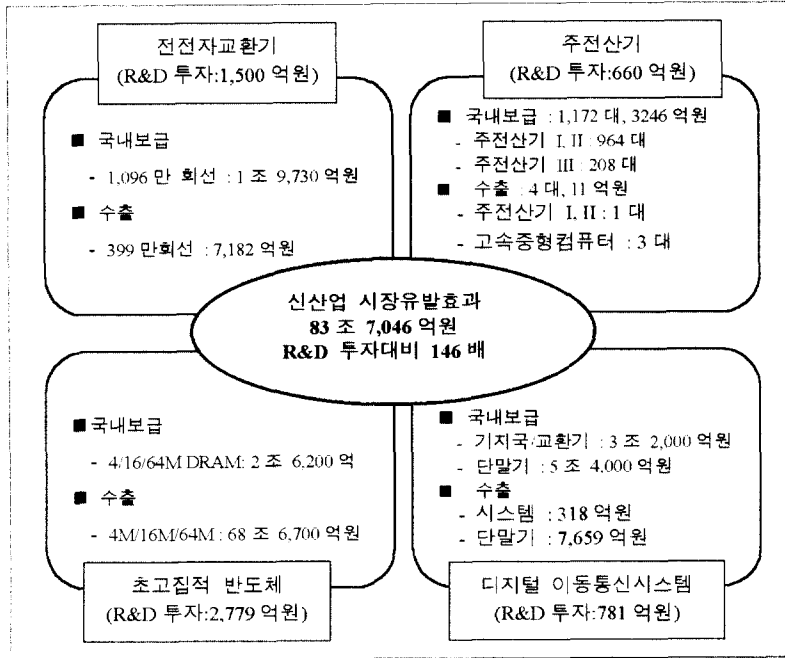 전전자교환기
(R&D 투자:1,500 억원)
■ 국내보급
- 1,096 만 회선 : 1 조 9,730 억원
■ 수출
- 399 만회선 : 7,182 억원
주전산기
(R&D 투자:660 억원)
■ 국내보급 : 1,172 대, 3246 억원
- 주전산기 I, II : 964 대
- 주전산기 III : 208 대
■ 수출 : 4 대, 11 억원
- 주전산기 I, II : 1 대
- 고속중형컴퓨터 : 3 대
신산업 시장유발효과
83 조 7,046 억원
R&D 투자대비 146 배
■국내보급
- 4/16/64M DRAM: 2 조 6,200 억
■ 수출
- 4M/16M/64M : 68 조 6,700 억원
초고집적 반도체
(R&D 투자:2,779 억원)
■ 국내보급
- 기지국/교환기 : 3 조 2,000 억원
- 단말기 : 5 조 4,000 억원
■ 수출
- 시스템 : 318 억원
- 단말기 : 7,659 억원
디지털 이동통신시스템
(R&D 투자:781 억원)